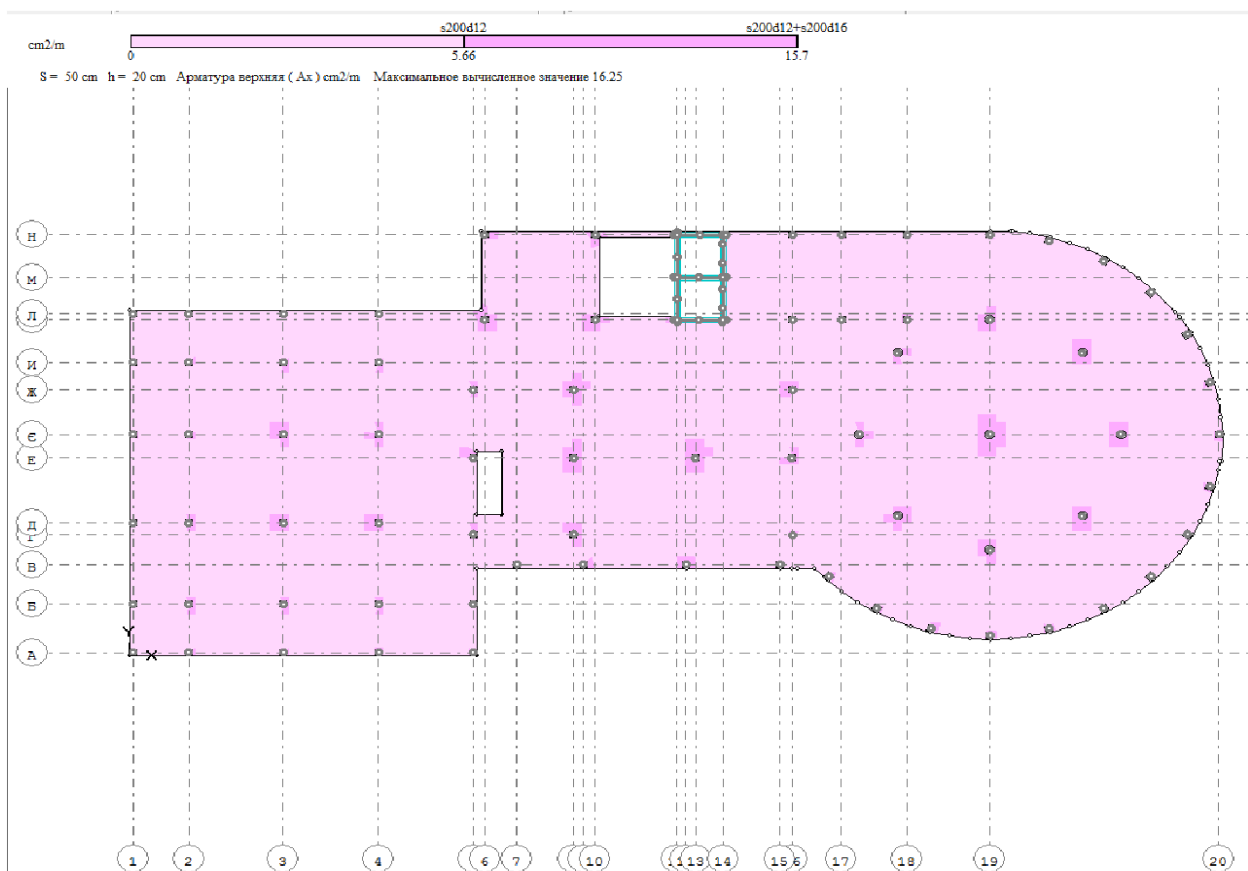 s200d12 s200d12+s200d16
cm2/m
0 5.66 15.7
S = 50 cm h = 20 cm Арматура верхняя ( Ax ) cm2/m Максимальное вычисленное значение 16.25
Н
М
Л
И
Ж
Є
Е
Д
В
Б
Y
А X
1 2 3 4 6 7 10 13 14 15 17 18 19 20